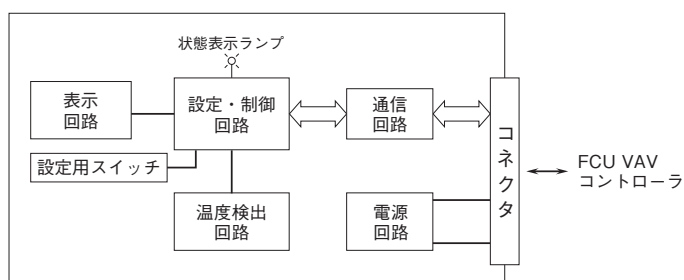 状態表示ランプ
表示
回路
設定・制御
回路
通信
回路
設定用スイッチ
温度検出
回路
電源
回路
コネクタ
FCU VAV
コントローラ